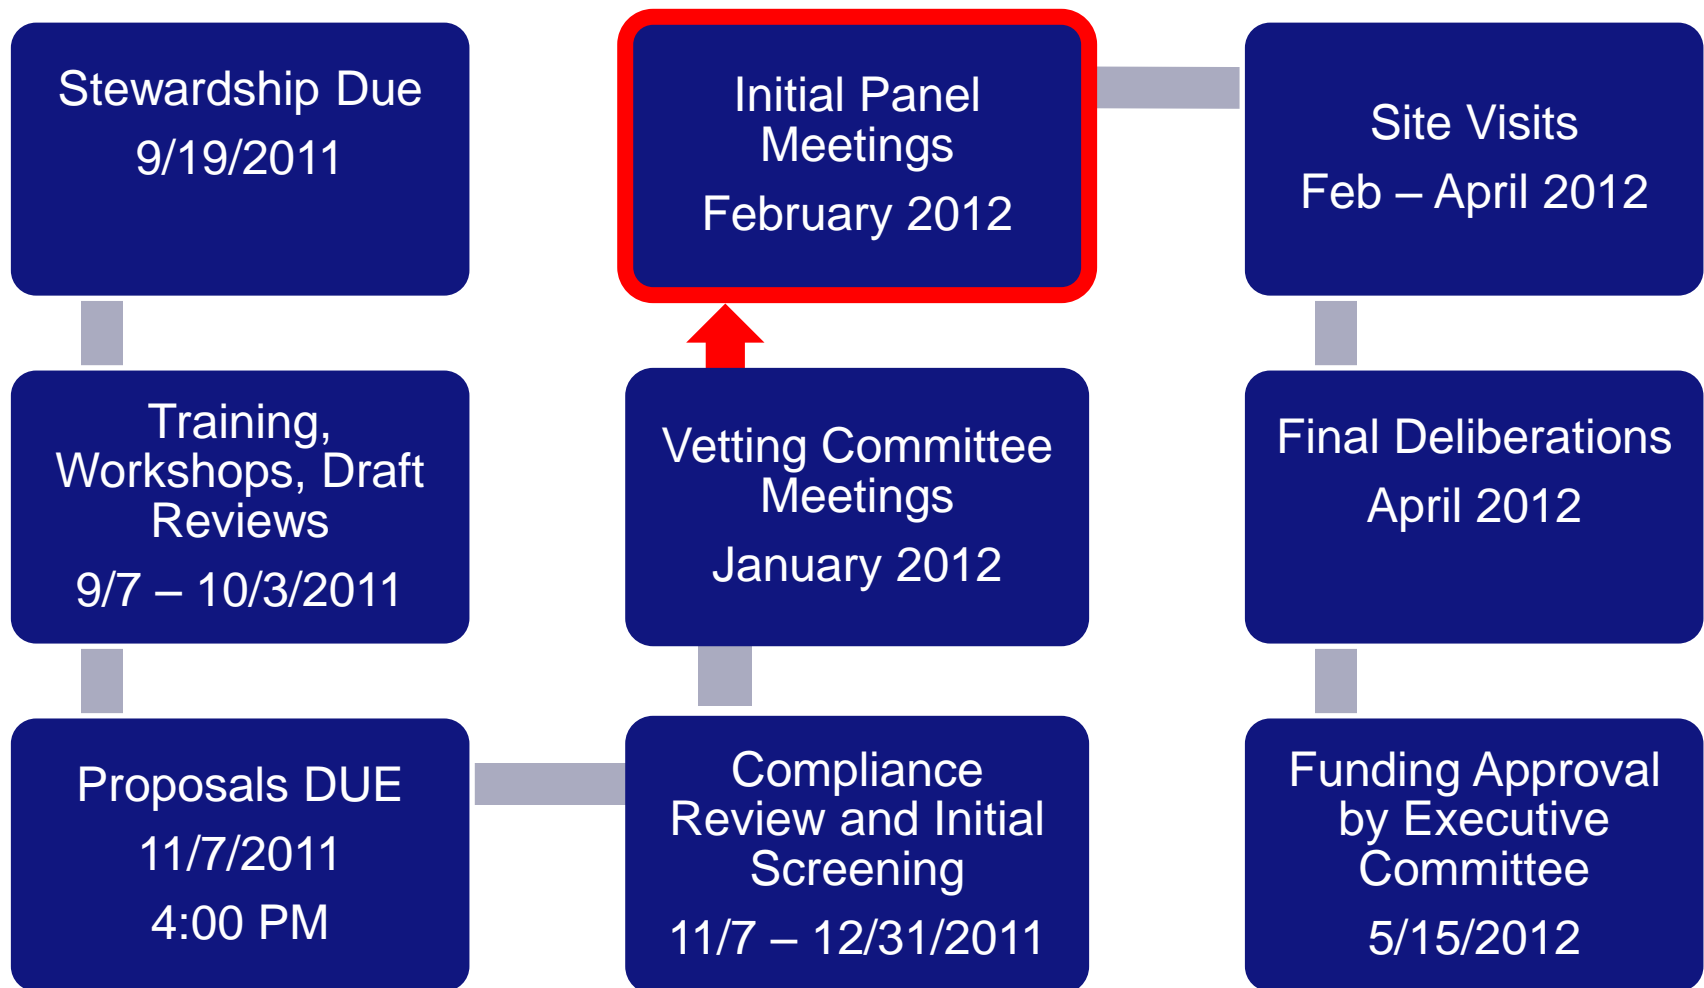 Stewardship Due
9/19/2011
Training,
Workshops, Draft
Reviews
9/7 – 10/3/2011
Proposals DUE
11/7/2011
4:00 PM
Compliance
Review and Initial
Screening
11/7 – 12/31/2011
Vetting Committee
Meetings
January 2012
Initial Panel
Meetings
February 2012
Site Visits
Feb – April 2012
Final Deliberations
April 2012
Funding Approval
by Executive
Committee
5/15/2012